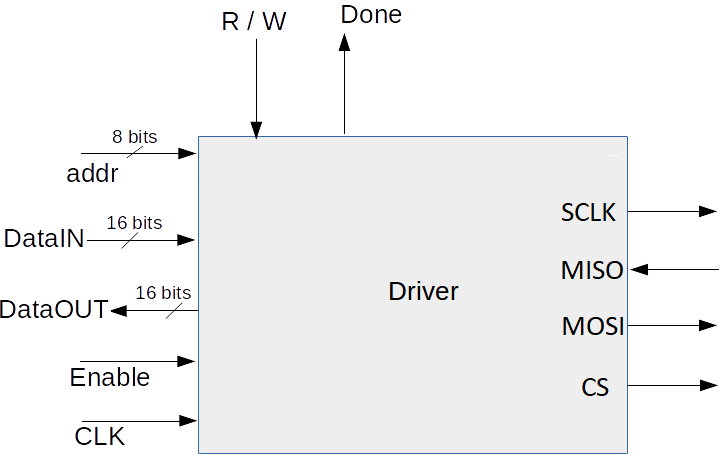 R / W
Done
8 bits
addr
16 bits
DataIN
16 bits
DataOUT
Enable
CLK
Driver
SCLK
MISO
MOSI
CS